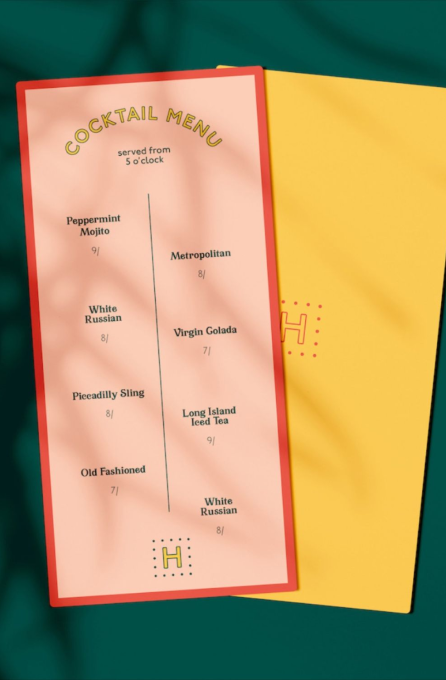 COCKTAIL MENU
served from
5 o'clock
Peppermint
Mojito
9/
White
Russian
8/
Piccadilly Sling
8/
Old Fashioned
7/
Metropolitan
8/
Virgin Golada
7/
Long Island
Iced Tea
9/
White
Russian
8/
H
H